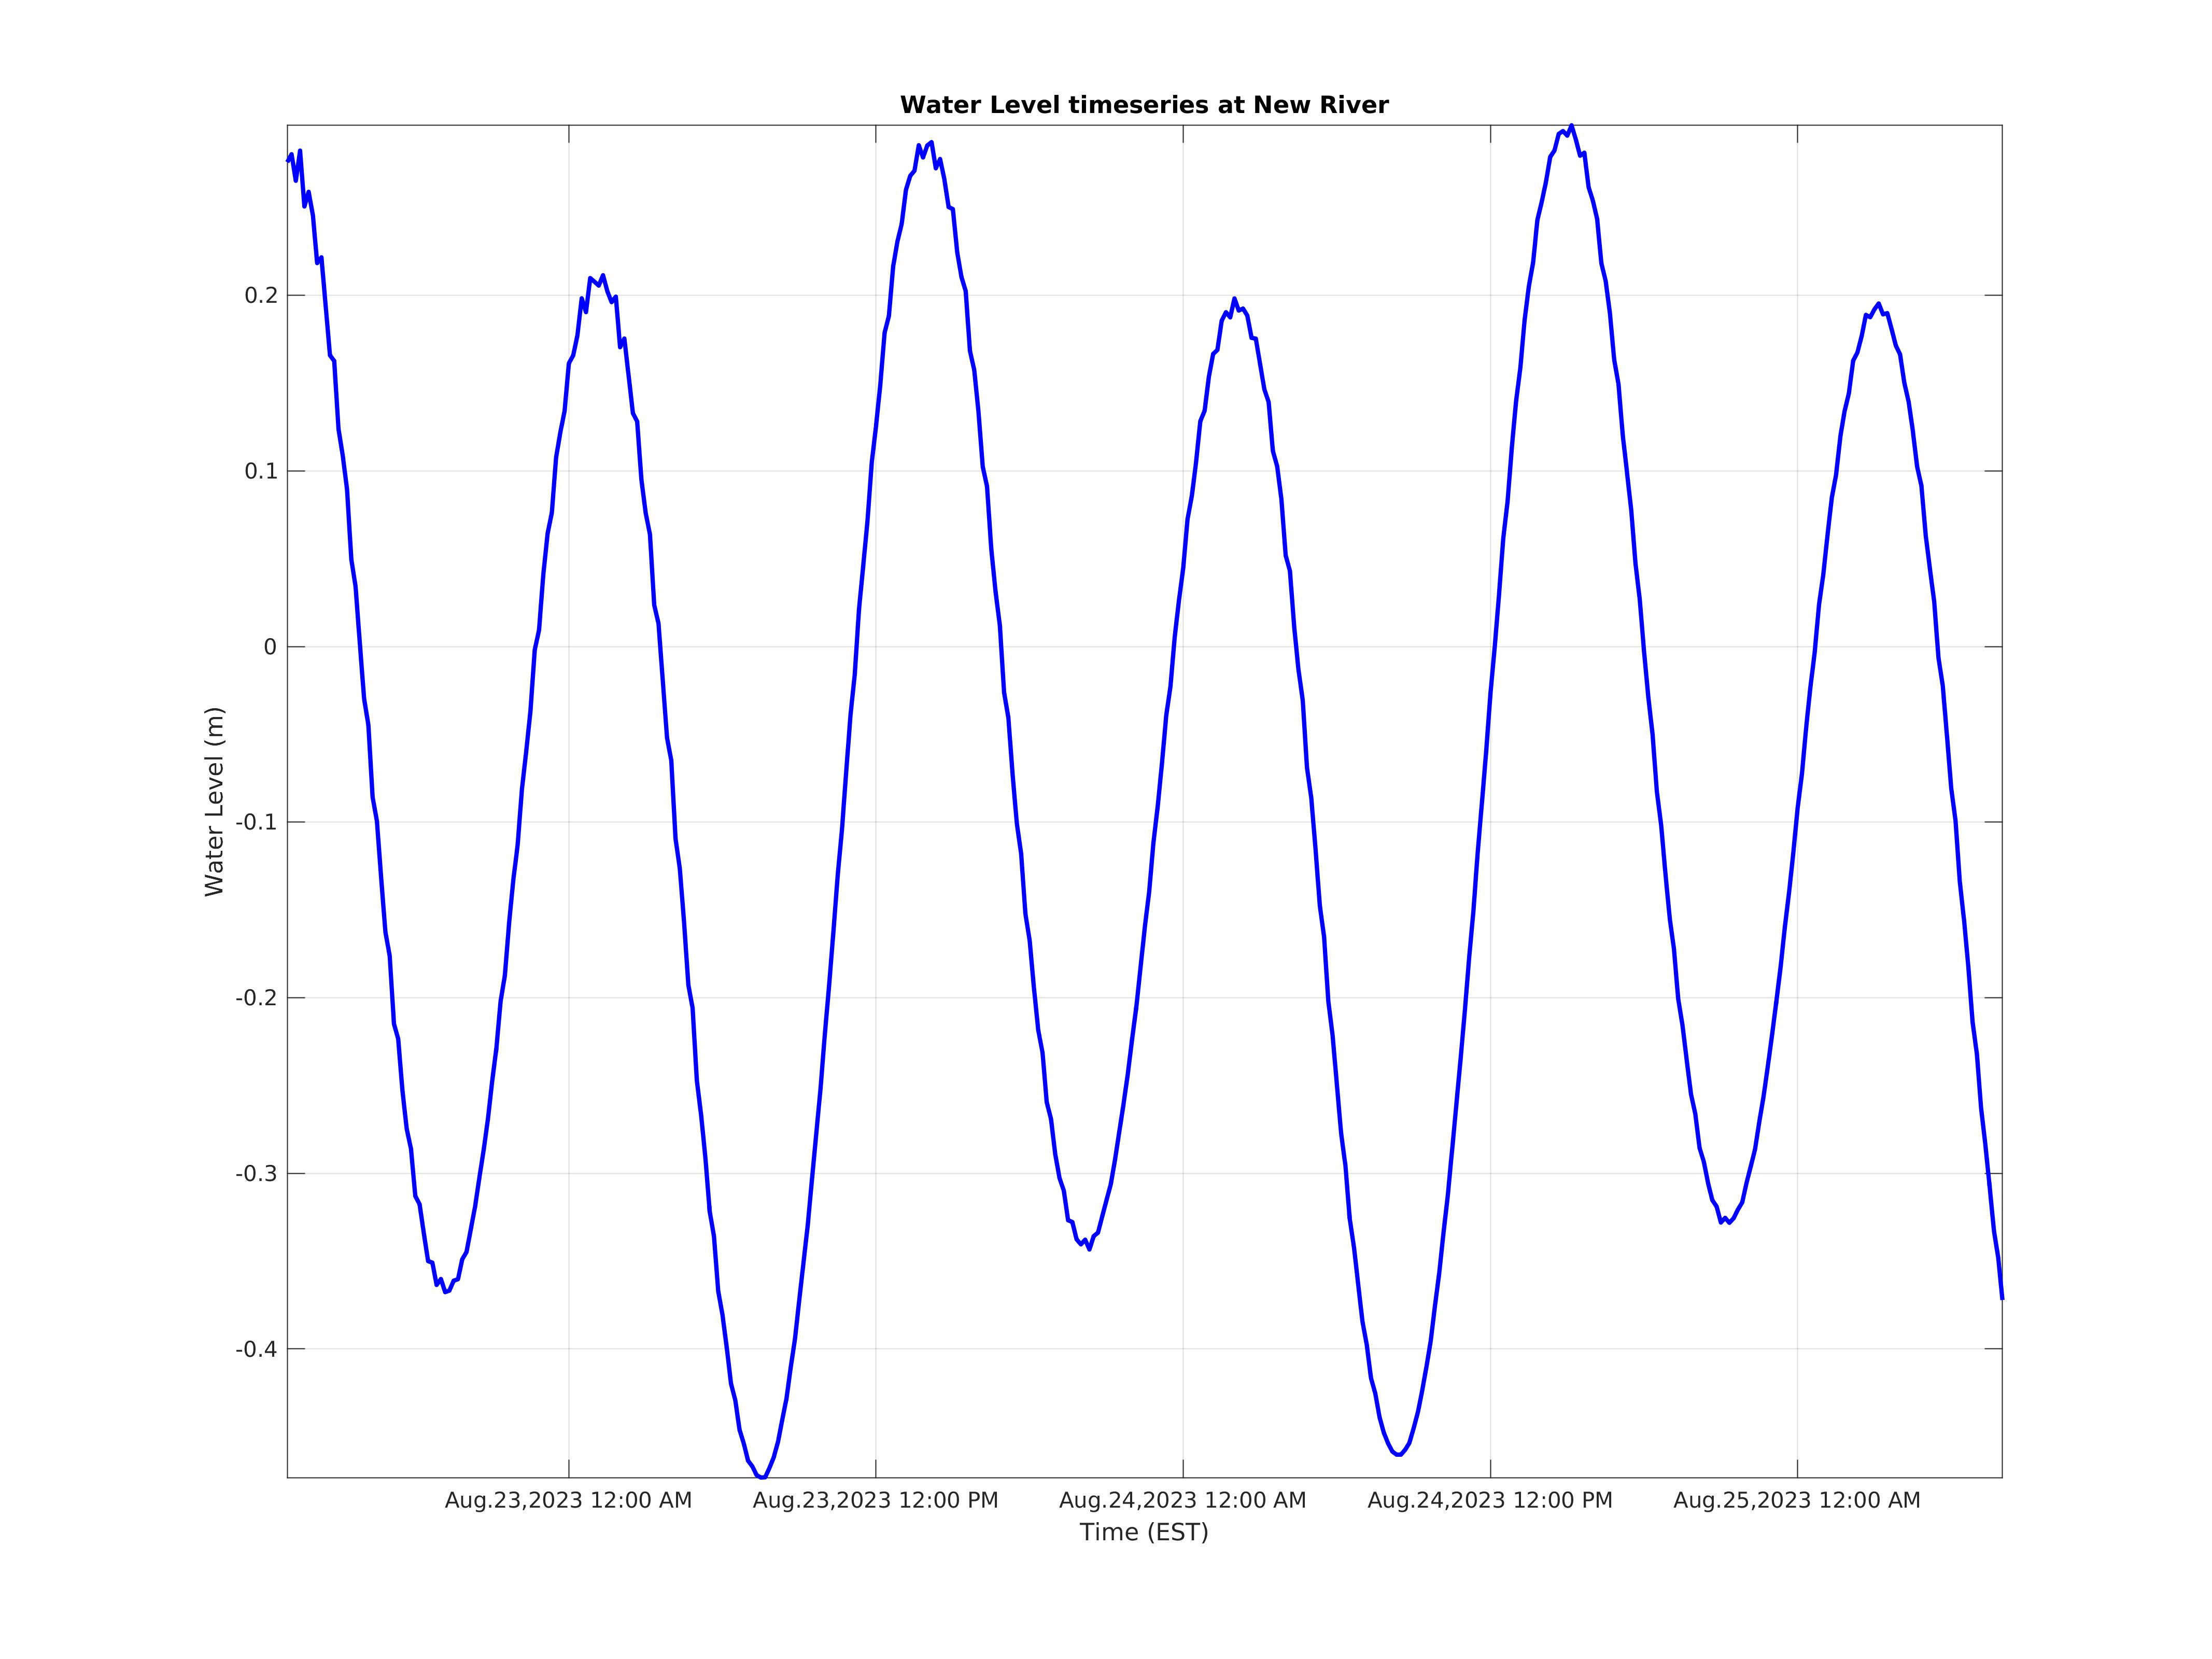 Water Level timeseries at New River
0.2
0.1
0
-0.1
-0.2
-0.3
-0.4
Water Level (m)
Aug.23,2023 12:00 AM Aug.23,2023 12:00 PM Aug.24,2023 12:00 AM Aug.24,2023 12:00 PM Aug.25,2023 12:00 AM
Time (EST)